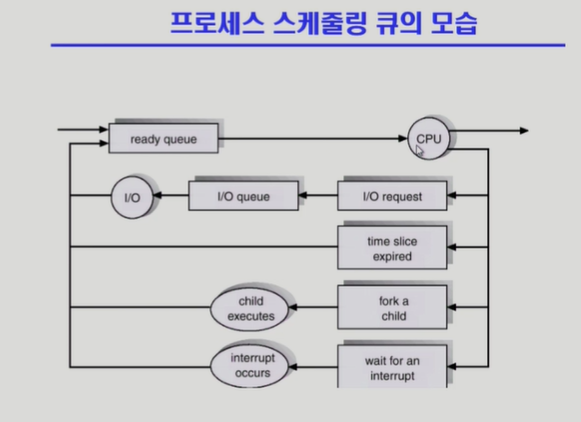 프로세스 스케줄링 큐의 모습
ready queue
CPU
I/O
I/O queue
I/O request
time slice
expired
child
executes
fork a
child
interrupt
occurs
wait for an
interrupt